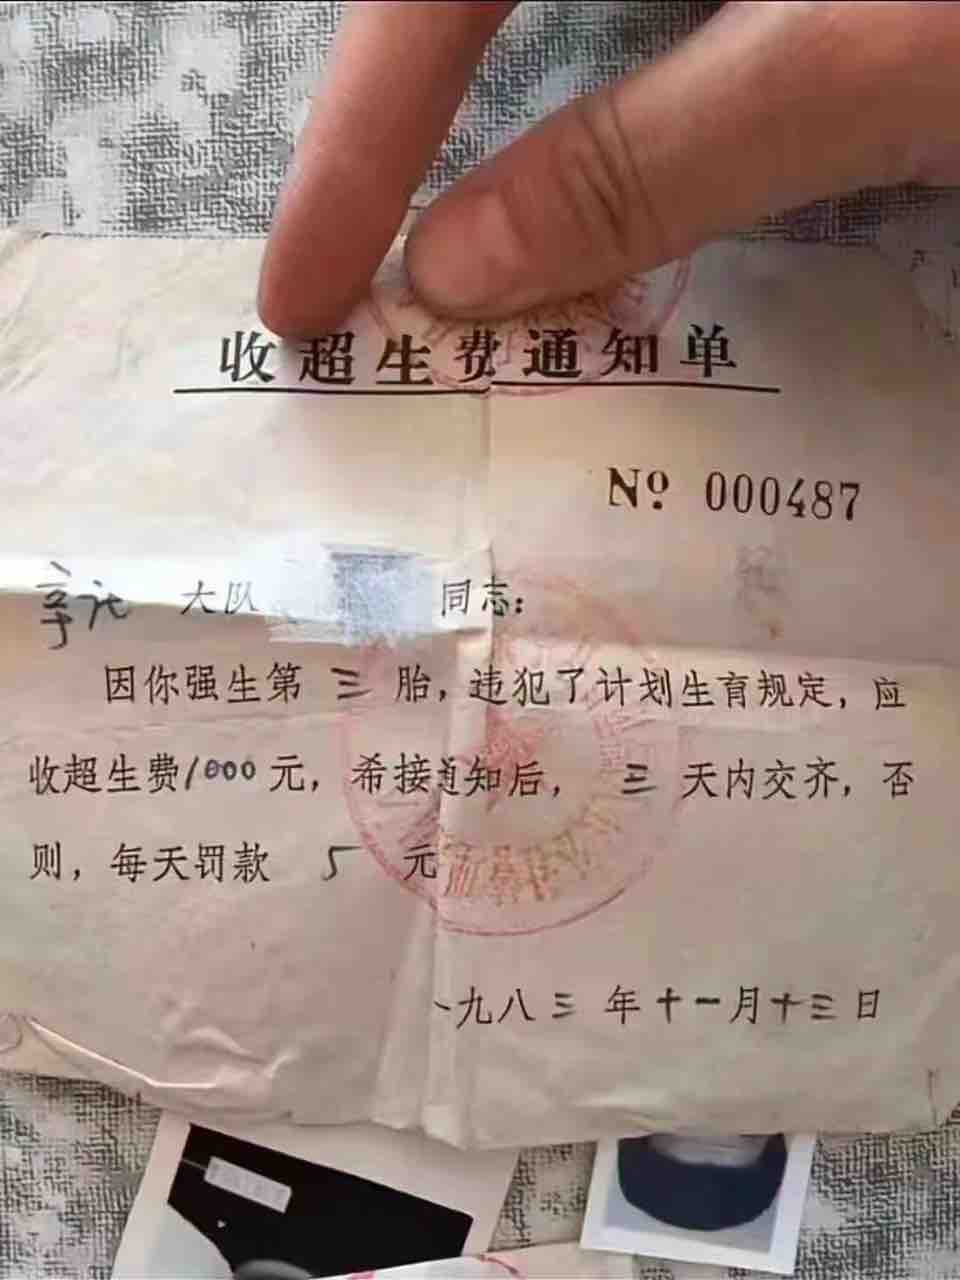 收超生费通知单
Nº 000487
大队 同志:
因你强生第 三 胎，违犯了计划生育规定，应
收超生费1000元，希接通知后， 三 天内交齐，否
则，每天罚款 5 元
一九八三 年十一月十三日